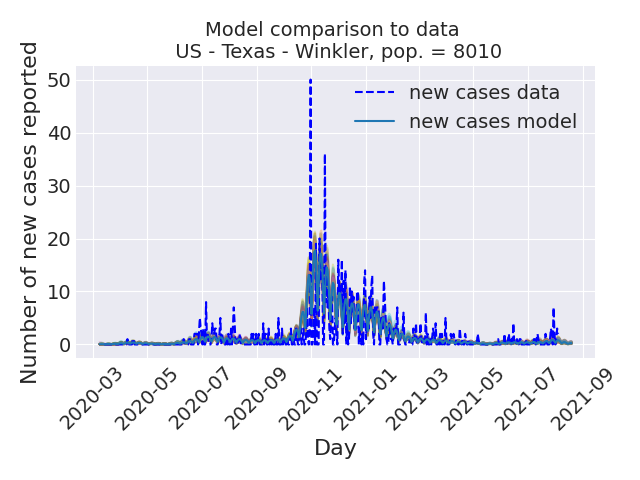 Model comparison to data
US - Texas - Winkler, pop. = 8010
Number of new cases reported
50
40
30
20
10
0
new cases data
new cases model
2020-03
2020-05
2020-07
2020-09
2020-11
2021-01
2021-03
2021-05
2021-07
2021-09
Day